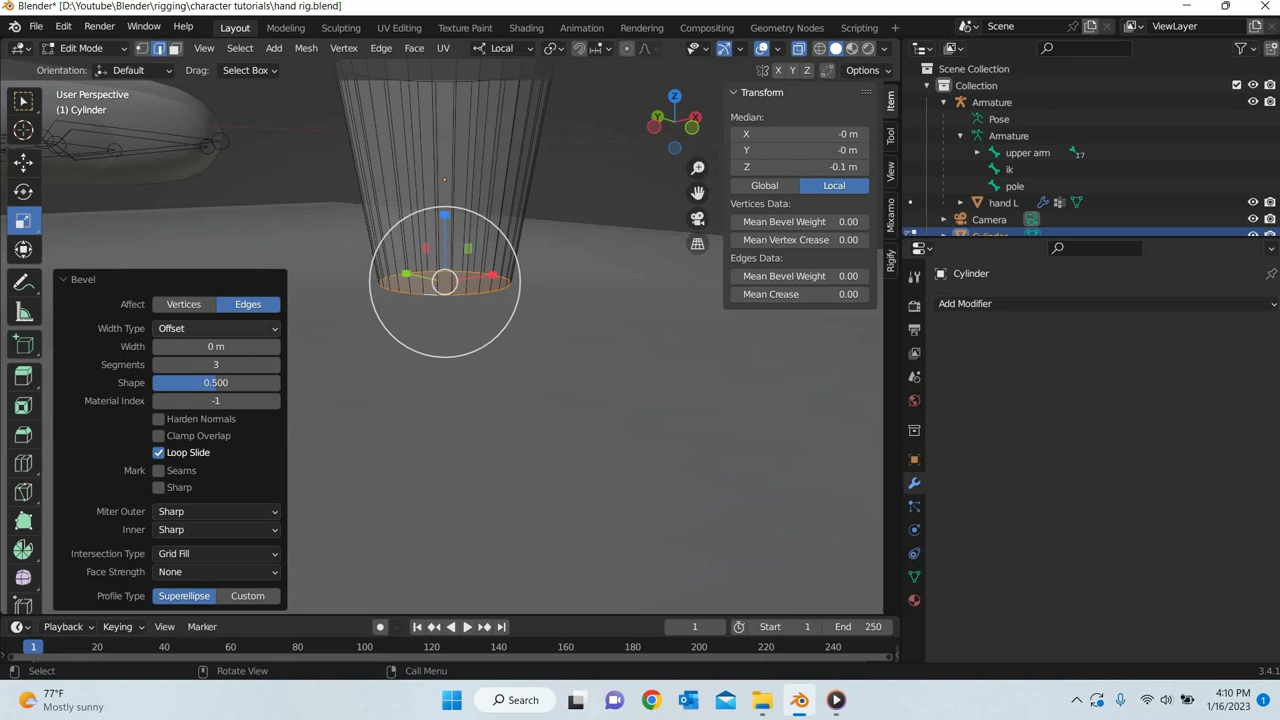 Blender* [D:\Youtube\Blender\rigging\character tutorials\hand rig.blend]
File Edit Render Window Help Layout Modeling Sculpting UV Editing Texture Paint Shading Animation Rendering Compositing Geometry Nodes Scripting Scene ViewLayer
Edit Mode View Select Add Mesh Vertex Edge Face UV Local
Orientation: Default Drag: Select Box X Y Z Options
User Perspective
(1) Cylinder
Transform
Median:
X -0 m
Y -0 m
Z -0.1 m
Global Local
Vertices Data:
Mean Bevel Weight 0.00
Mean Vertex Crease 0.00
Edges Data:
Mean Bevel Weight 0.00
Mean Crease 0.00
Item
Tool
View
Mixamo
Rigify
Z
Y
X
Scene Collection
Collection
Armature
Pose
Armature
upper arm 17
ik
pole
hand L
Camera
Cylinder
Cylinder
Add Modifier
Bevel
Affect Vertices Edges
Width Type Offset
Width 0 m
Segments 3
Shape 0.500
Material Index -1
Harden Normals
Clamp Overlap
Loop Slide
Mark Seams
Sharp
Miter Outer Sharp
Inner Sharp
Intersection Type Grid Fill
Face Strength None
Profile Type Superellipse Custom
Playback Keying View Marker 1 Start 1 End 250
1 20 40 60 80 100 120 140 160 180 200 220 240
Select Rotate View Call Menu 3.4.1
77°F
Mostly sunny
Search
4:10 PM
1/16/2023
1